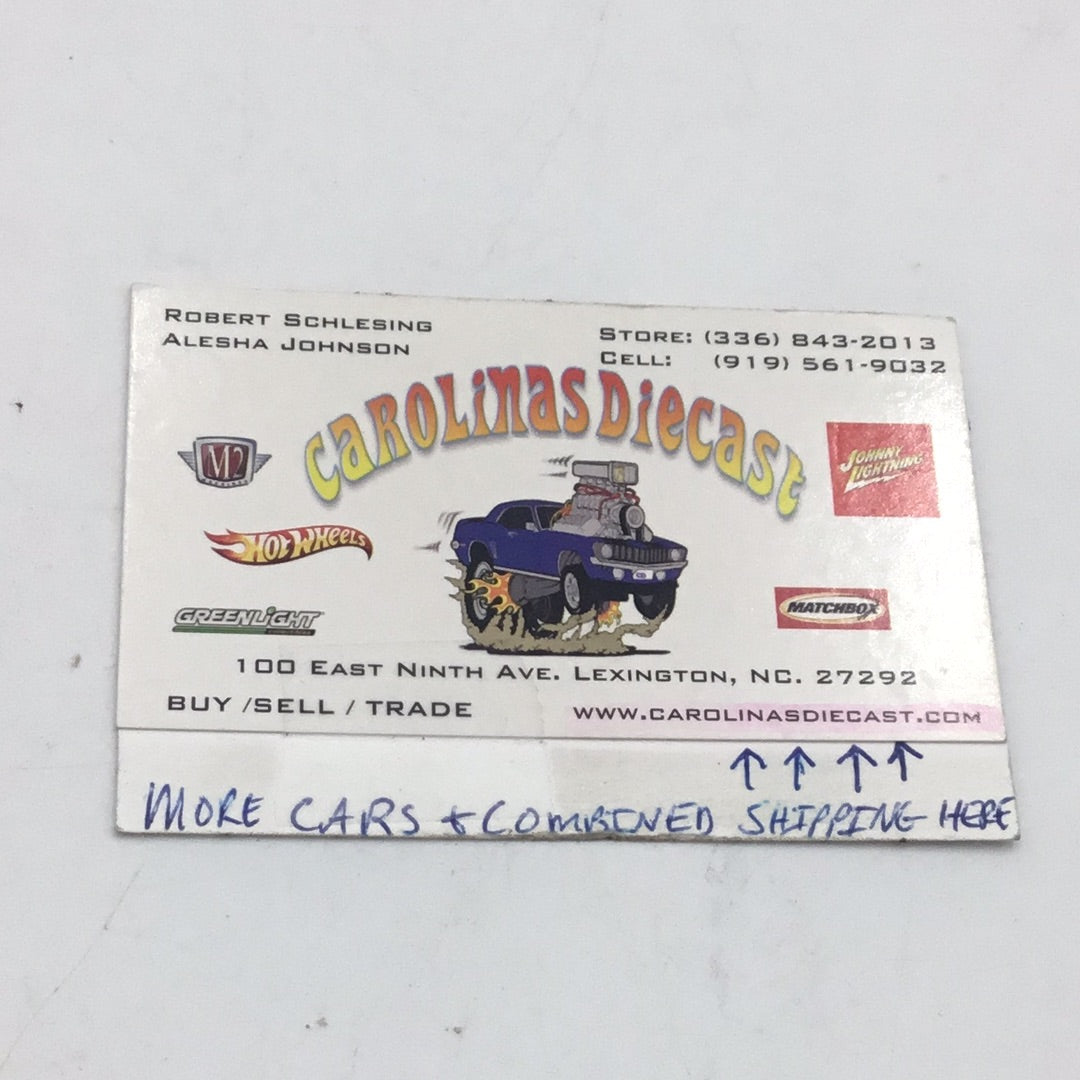 ROBERT SCHLESING
ALESHA JOHNSON
STORE: (336) 843-2013
CELL: (919) 561-9032
CAROLINAS DIECAST
M2
JOHNNY
LIGHTNING
HOT WHEELS
GREENLIGHT
MATCHBOX
100 EAST NINTH AVE. LEXINGTON, NC. 27292
BUY /SELL / TRADE
WWW.CAROLINASDIECAST.COM
↑ ↑ ↑ ↑
MORE CARS + COMBINED SHIPPING HERE